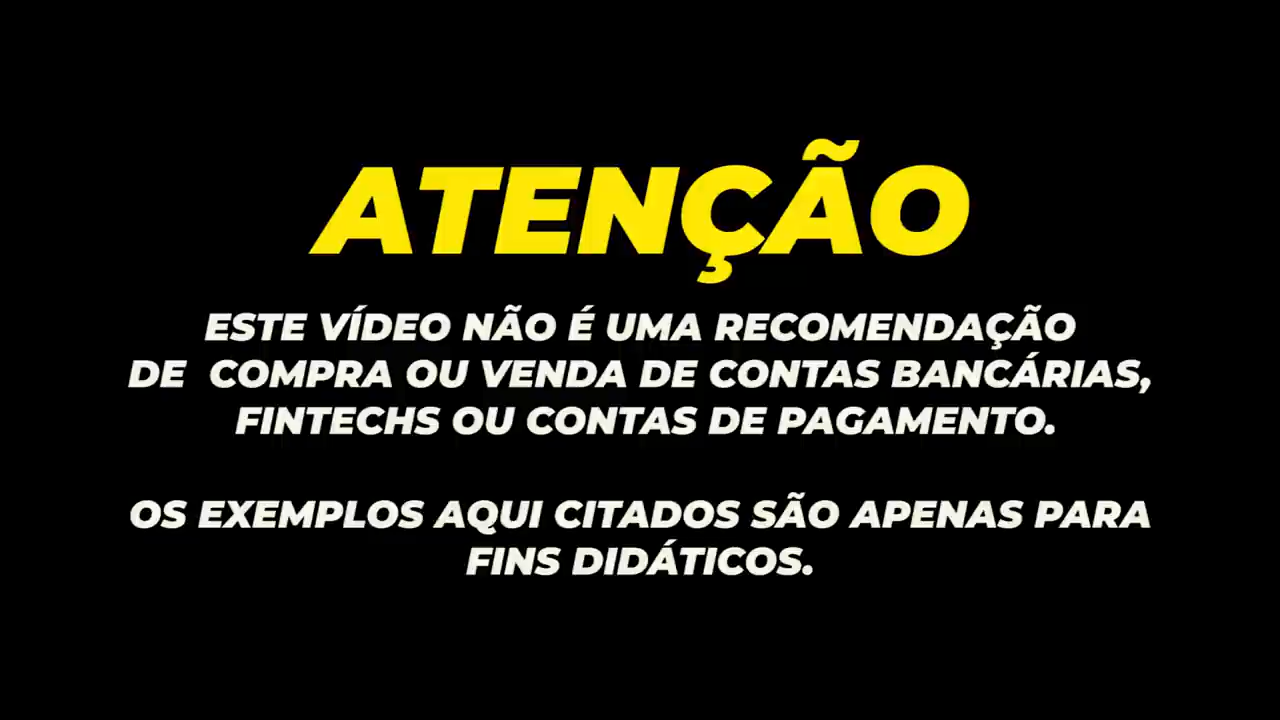 ATENÇÃO
ESTE VÍDEO NÃO É UMA RECOMENDAÇÃO
DE COMPRA OU VENDA DE CONTAS BANCÁRIAS,
FINTECHS OU CONTAS DE PAGAMENTO.
OS EXEMPLOS AQUI CITADOS SÃO APENAS PARA
FINS DIDÁTICOS.